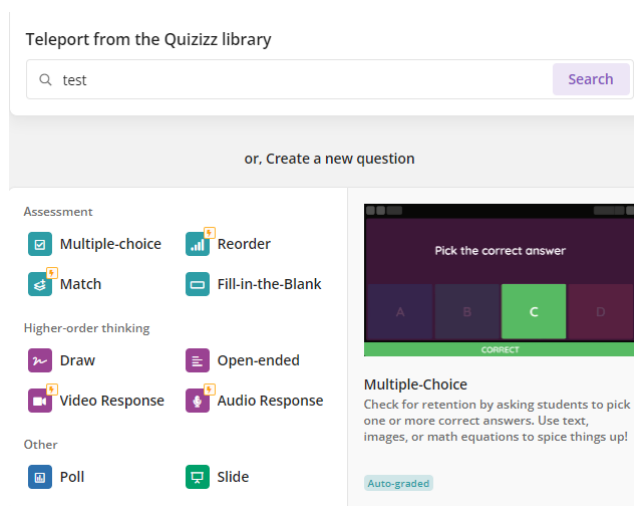 Teleport from the Quizizz library
test
Search
or, Create a new question
Assessment
Multiple-choice
Reorder
Match
Fill-in-the-Blank
Higher-order thinking
Draw
Open-ended
Video Response
Audio Response
Other
Poll
Slide
Pick the correct answer
A
B
C
D
CORRECT
Multiple-Choice
Check for retention by asking students to pick
one or more correct answers. Use text,
images, or math equations to spice things up!
Auto-graded